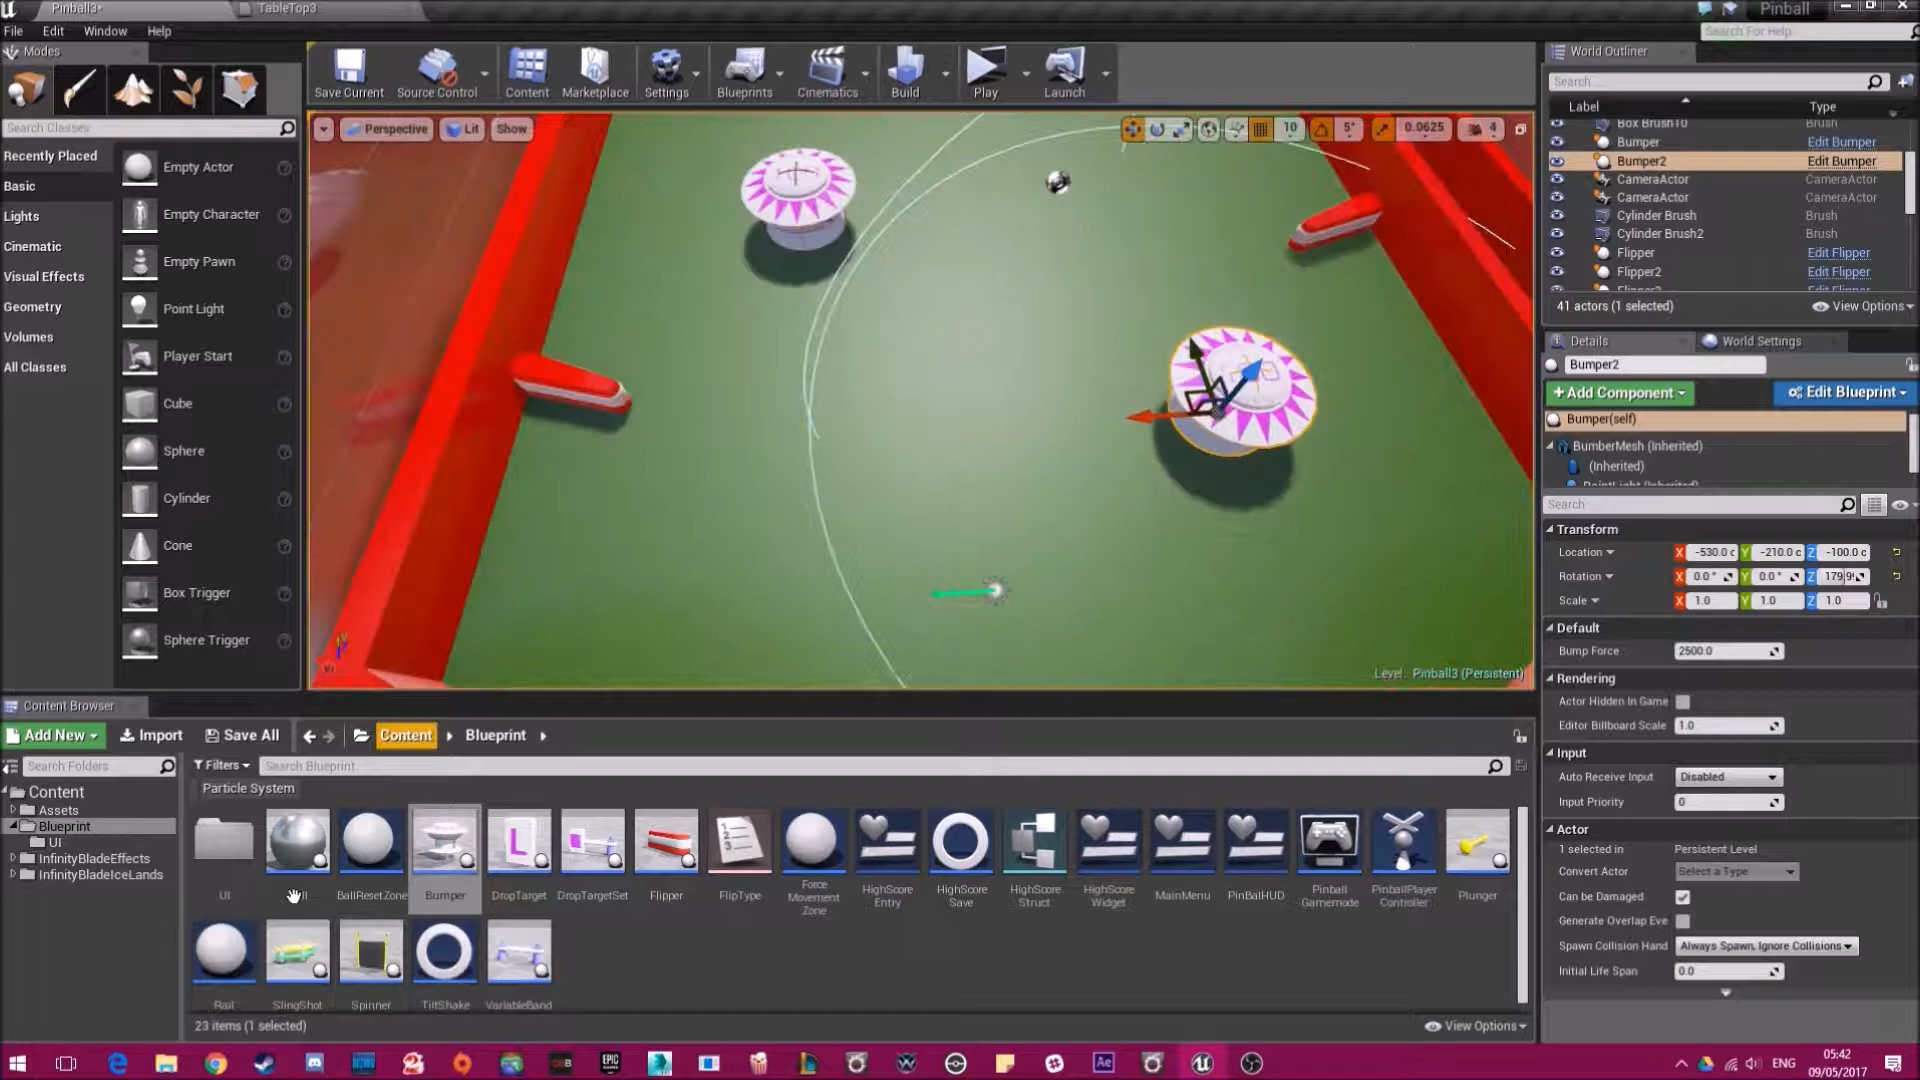 Pinball3*
TableTop3
Pinball
File Edit Window Help
Search For Help
Modes
Search Classes
Recently Placed
Basic
Lights
Cinematic
Visual Effects
Geometry
Volumes
All Classes
Empty Actor
Empty Character
Empty Pawn
Point Light
Player Start
Cube
Sphere
Cylinder
Cone
Box Trigger
Sphere Trigger
Save Current Source Control Content Marketplace Settings Blueprints Cinematics Build Play Launch
Perspective Lit Show 10 5° 0.0625 4
Level: Pinball3 (Persistent)
World Outliner
Search...
Label Type
Box Brush10 Brush
Bumper Edit Bumper
Bumper2 Edit Bumper
CameraActor CameraActor
CameraActor CameraActor
Cylinder Brush Brush
Cylinder Brush2 Brush
Flipper Edit Flipper
Flipper2 Edit Flipper
Edit Flipper
41 actors (1 selected) View Options
Details World Settings
Bumper2
+ Add Component Edit Blueprint
Bumper(self)
BumberMesh (Inherited)
(Inherited)
PointLight (Inherited)
Search
Transform
Location X -530.0 c Y -210.0 c Z -100.0 c
Rotation X 0.0 ° Y 0.0 ° Z
Scale X 1.0 Y 1.0 Z 1.0
Default
Bump Force 2500.0
Rendering
Actor Hidden In Game
Editor Billboard Scale 1.0
Input
Auto Receive Input Disabled
Input Priority 0
Actor
1 selected in Persistent Level
Convert Actor Select a Type
Can be Damaged
Generate Overlap Eve
Spawn Collision Hand Always Spawn, Ignore Collisions
Initial Life Span 0.0
Content Browser
Add New Import Save All Content Blueprint
Search Folders
Filters Search Blueprint
Particle System
Content
Assets
Blueprint
UI
InfinityBladeEffects
InfinityBladeIceLands
UI
BallResetZone
Bumper
L
DropTarget
DropTargetSet
Flipper
1
2
3
FlipType
Force Movement Zone
HighScore Entry
HighScore Save
HighScore Struct
HighScore Widget
MainMenu
PinBallHUD
Pinball Gamemode
PinballPlayer Controller
Plunger
Rail
SlingShot
Spinner
TiltShake
VariableBand
23 items (1 selected) View Options
EPIC GAMES
Ae
ENG
05:42
09/05/2017